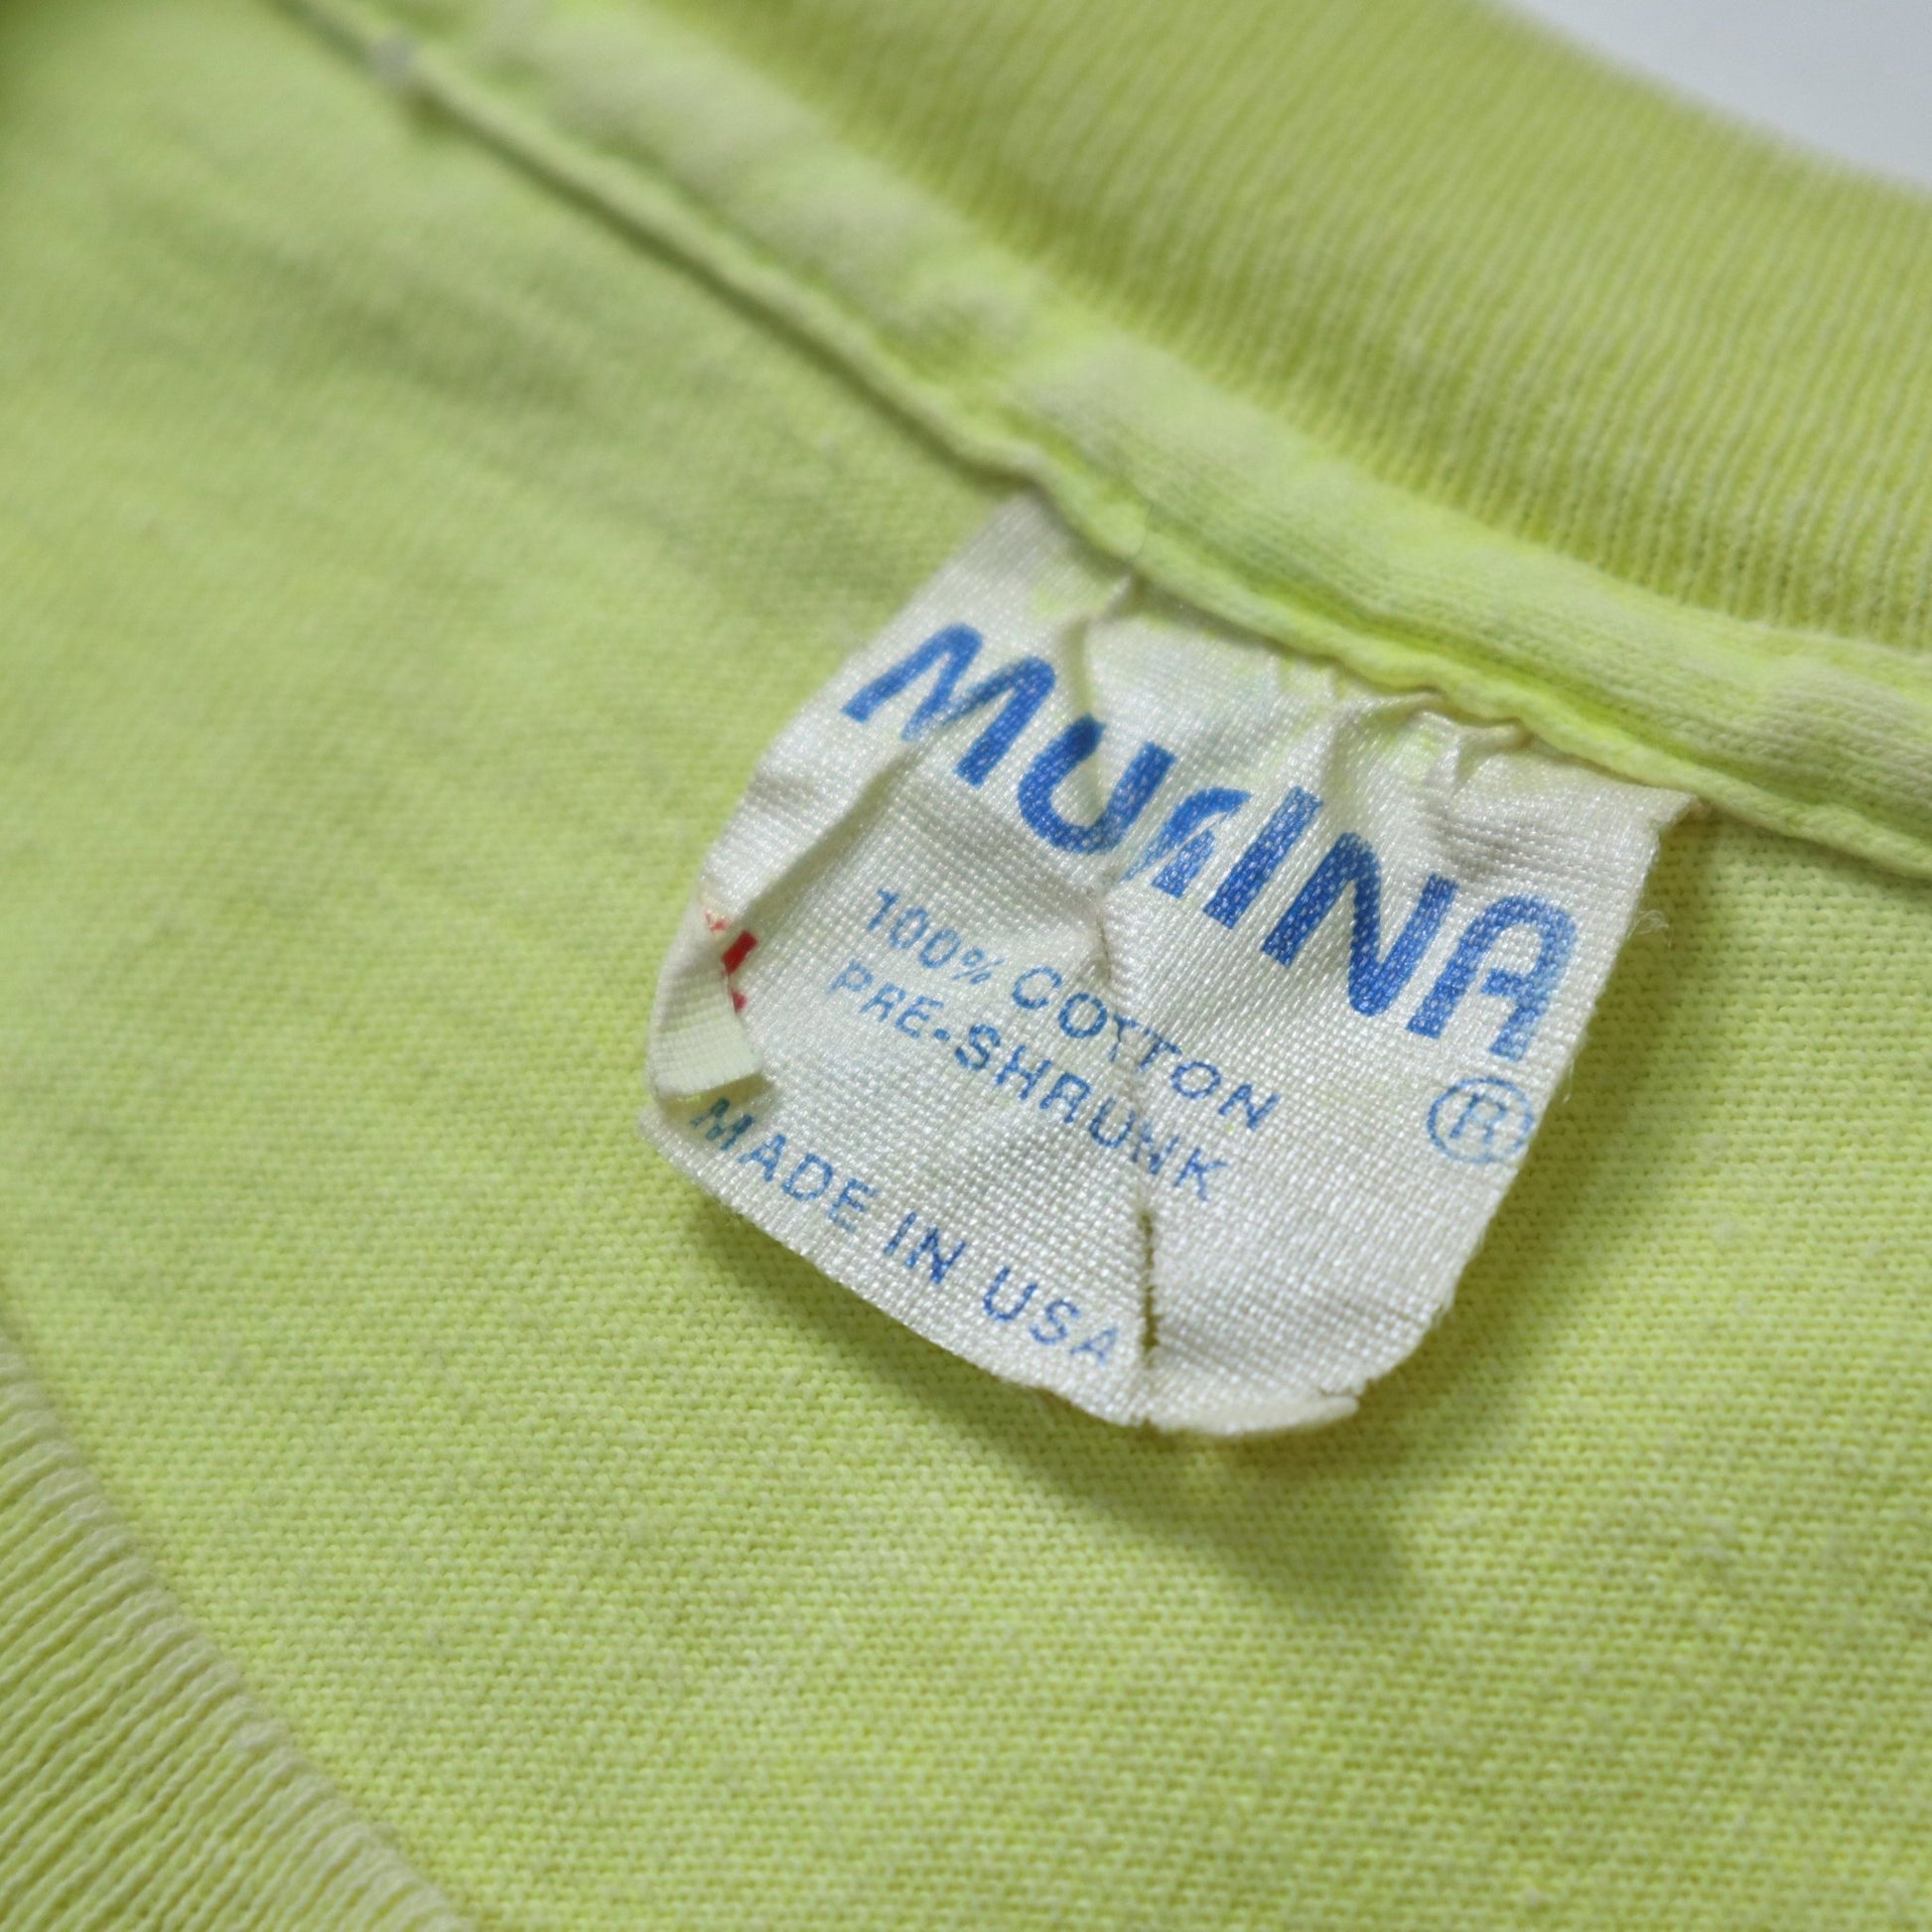 MURINA
®
100% COTTON
PRE-SHRUNK
MADE IN USA